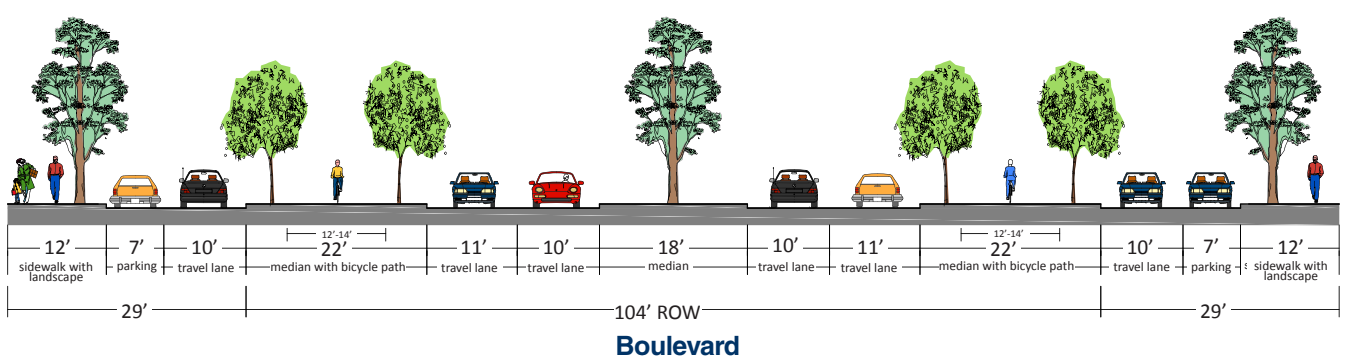 12'-14'
12'-14'
12' 7' 10' 22' 11' 10' 18' 10' 11' 22' 10' 7' 12'
sidewalk with landscape
parking
travel lane
median with bicycle path
travel lane
travel lane
median
travel lane
travel lane
median with bicycle path
travel lane
parking
s
sidewalk with landscape
29' 104' ROW 29'
Boulevard